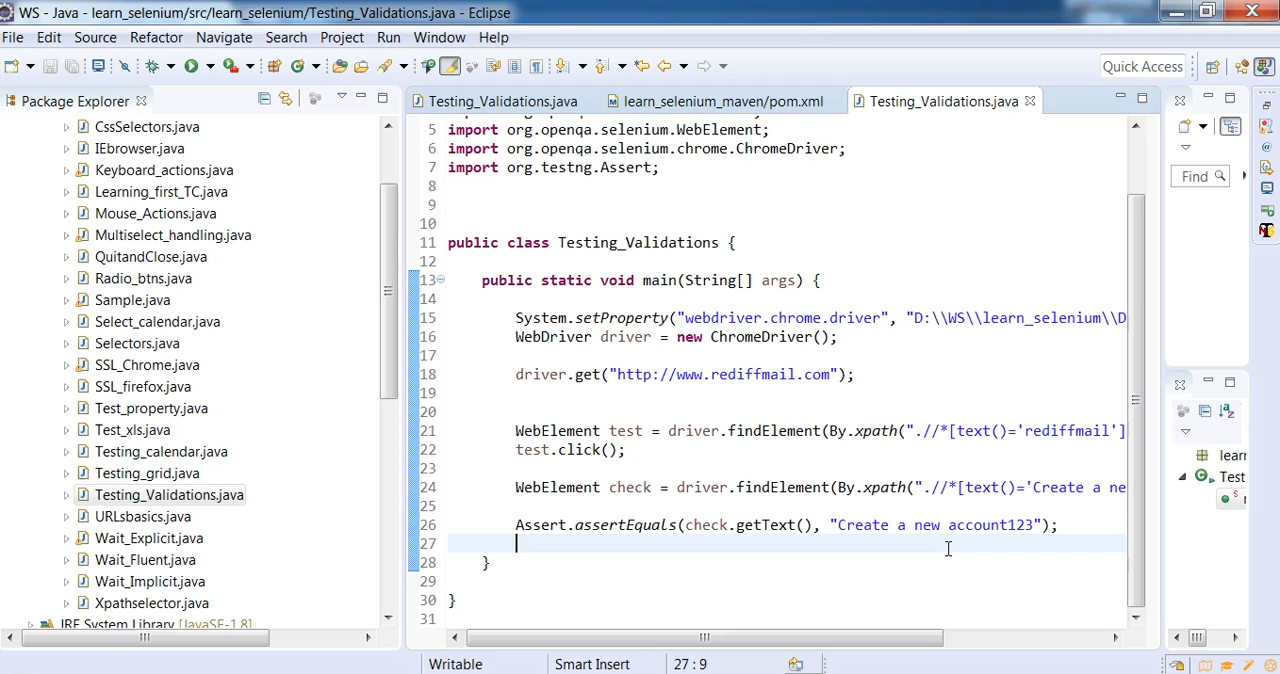 WS - Java - learn_selenium/src/learn_selenium/Testing_Validations.java - Eclipse
File Edit Source Refactor Navigate Search Project Run Window Help
Quick Access
Package Explorer
CssSelectors.java
IEbrowser.java
Keyboard_actions.java
Learning_first_TC.java
Mouse_Actions.java
Multiselect_handling.java
QuitandClose.java
Radio_btns.java
Sample.java
Select_calendar.java
Selectors.java
SSL_Chrome.java
SSL_firefox.java
Test_property.java
Test_xls.java
Testing_calendar.java
Testing_grid.java
Testing_Validations.java
URLsbasics.java
Wait_Explicit.java
Wait_Fluent.java
Wait_Implicit.java
Xpathselector.java
JRE System Library [JavaSE-1.8]
Testing_Validations.java learn_selenium_maven/pom.xml Testing_Validations.java
5 import org.openqa.selenium.WebElement;
6 import org.openqa.selenium.chrome.ChromeDriver;
7 import org.testng.Assert;
8
9
10
11 public class Testing_Validations {
12
13 public static void main(String[] args) {
14
15 System.setProperty("webdriver.chrome.driver", "D:\\WS\\learn_selenium\\D
16 WebDriver driver = new ChromeDriver();
17
18 driver.get("http://www.rediffmail.com");
19
20
21 WebElement test = driver.findElement(By.xpath(".//*[text()='rediffmail']
22 test.click();
23
24 WebElement check = driver.findElement(By.xpath(".//*[text()='Create a ne
25
26 Assert.assertEquals(check.getText(), "Create a new account123");
27
28 }
29
30 }
31
Find
learn
Test
Writable Smart Insert 27 : 9